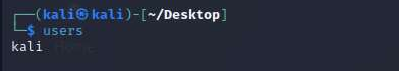 ┌──(kali㉿kali)-[~/Desktop]
└─$ users
kali